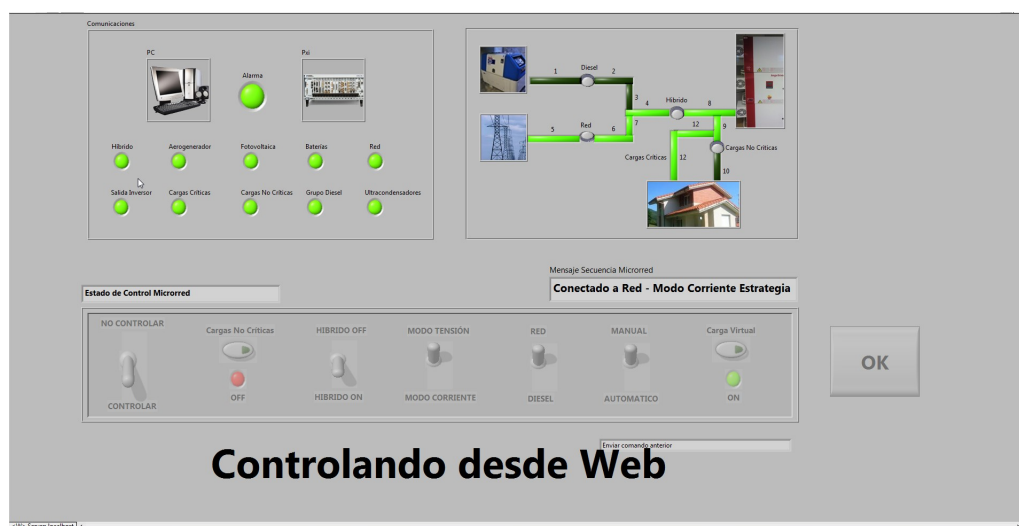 Comunicaciones
PC
Pxi
Alarma
Híbrido
Aerogenerador
Fotovoltaica
Baterías
Red
Salida Inversor
Cargas Críticas
Cargas No Críticas
Grupo Diesel
Ultracondensadores
1
Diesel
2
3
4
Híbrido
8
5
Red
6
7
12
9
Cargas Críticas
12
Cargas No Críticas
10
Mensaje Secuencia Microrred
Conectado a Red - Modo Corriente Estrategia
Estado de Control Microrred
NO CONTROLAR
CONTROLAR
Cargas No Críticas
OFF
HIBRIDO OFF
HIBRIDO ON
MODO TENSIÓN
MODO CORRIENTE
RED
DIESEL
MANUAL
AUTOMATICO
Carga Virtual
ON
OK
Enviar comando anterior
Controlando desde Web